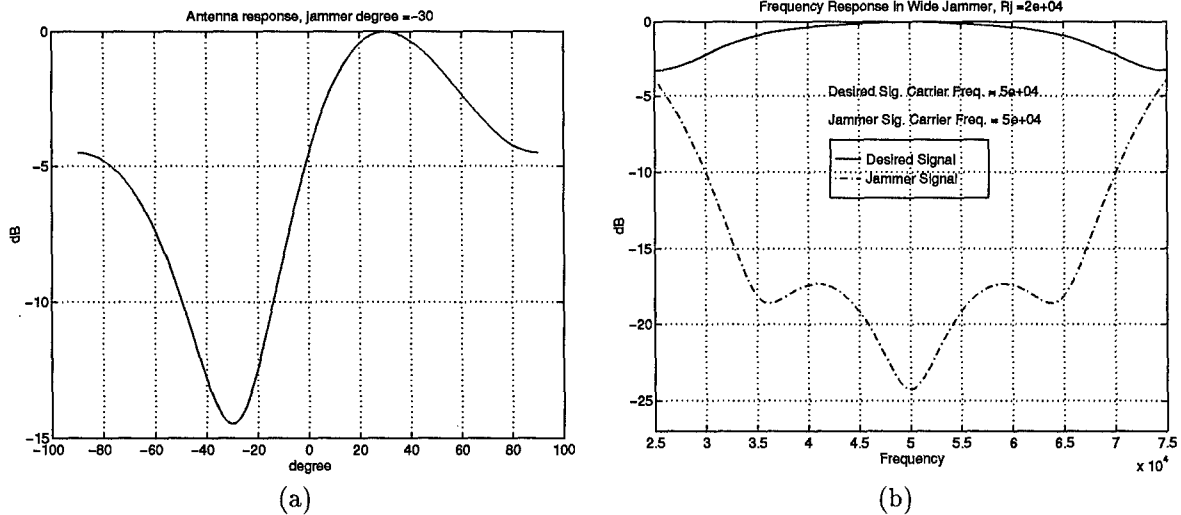 Antenna response, jammer degree =-30
0
-5
-10
-15
dB
-100
-80
-60
-40
-20
0
20
40
60
80
100
degree
(a)
Frequency Response in Wide Jammer, Rj =2e+04
0
-5
-10
-15
-20
-25
dB
Desired Sig. Carrier Freq. = 5e+04
Jammer Sig. Carrier Freq. = 5e+04
Desired Signal
Jammer Signal
2.5
3
3.5
4
4.5
5
5.5
6
6.5
7
7.5
Frequency
x 10^4
(b)